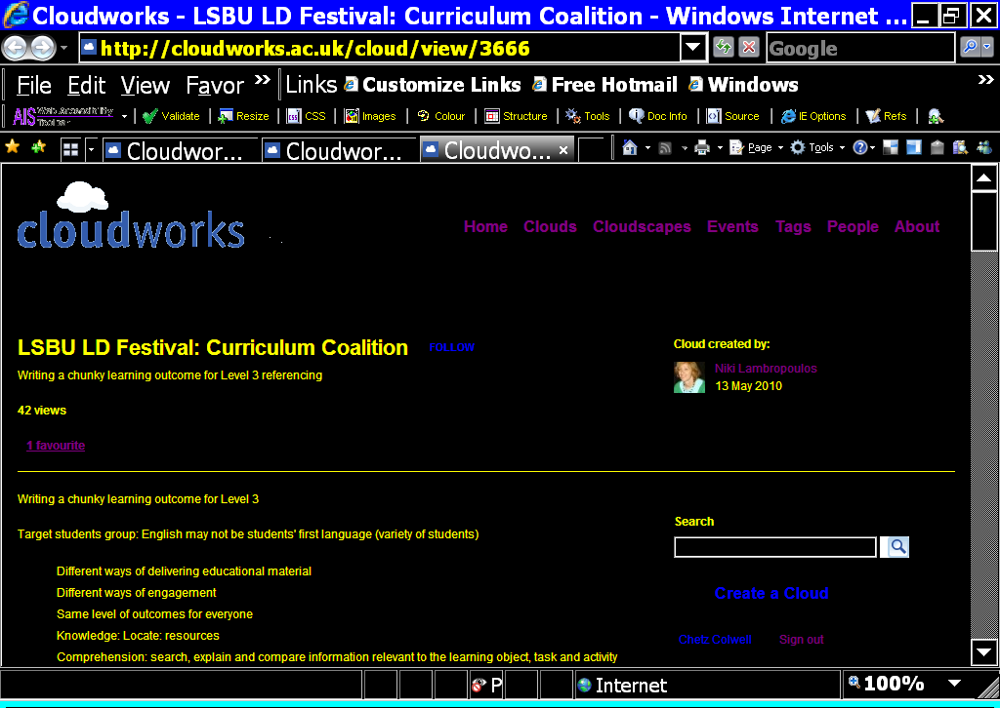 Cloudworks - LSBU LD Festival: Curriculum Coalition - Windows Internet ...
http://cloudworks.ac.uk/cloud/view/3666
Google
File Edit View Favor » Links Customize Links Free Hotmail Windows »
AIS Web Accessibility Toolbar Validate Resize CSS Images Colour Structure Tools Doc Info Source IE Options Refs
Cloudwor... Cloudwor... Cloudwo... x Page Tools
cloudworks
Home Clouds Cloudscapes Events Tags People About
LSBU LD Festival: Curriculum Coalition FOLLOW
Writing a chunky learning outcome for Level 3 referencing
42 views
1 favourite
Cloud created by:
Niki Lambropoulos
13 May 2010
Writing a chunky learning outcome for Level 3
Target students group: English may not be students' first language (variety of students)
Different ways of delivering educational material
Different ways of engagement
Same level of outcomes for everyone
Knowledge: Locate: resources
Comprehension: search, explain and compare information relevant to the learning object, task and activity
Search
Create a Cloud
Chetz Colwell Sign out
P Internet 100%